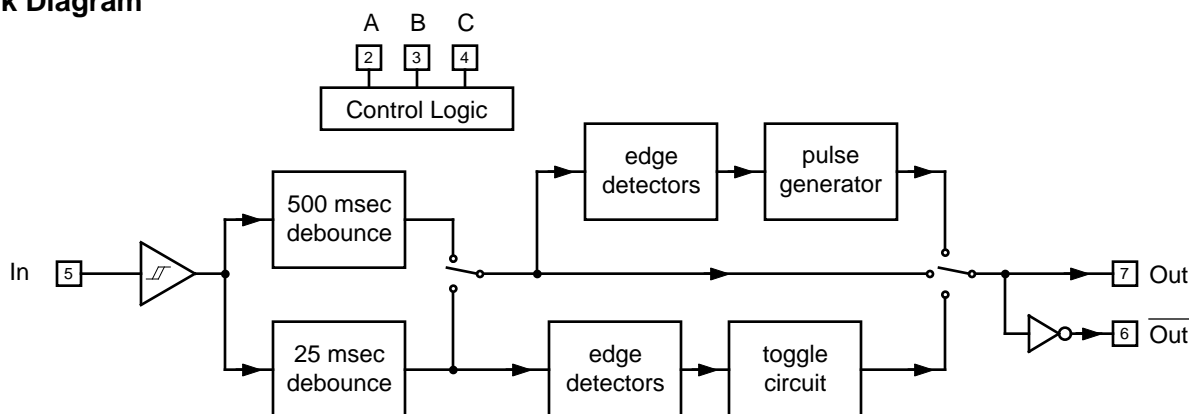 k Diagram
A B C
2 3 4
Control Logic
edge
detectors
pulse
generator
500 msec
debounce
In 5
7 Out
6 Out
25 msec
debounce
edge
detectors
toggle
circuit